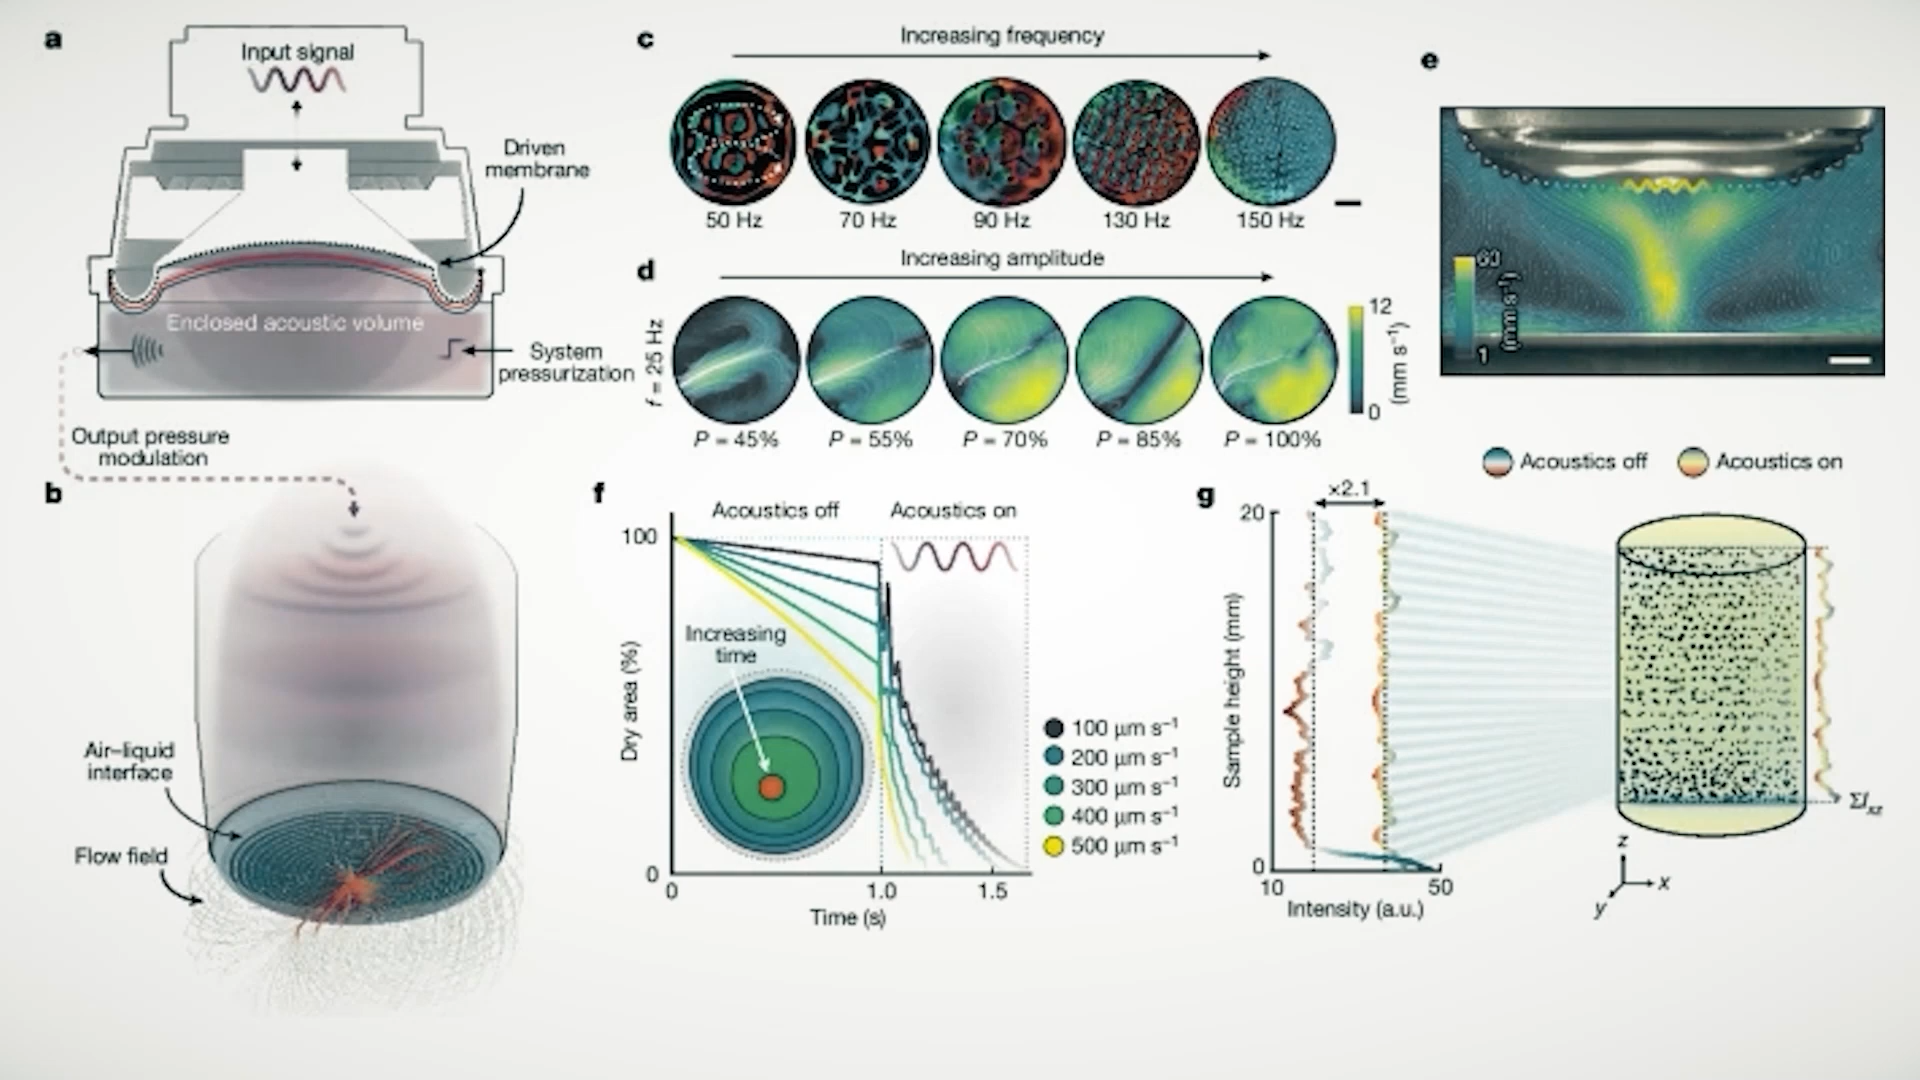 a
Input signal
Driven
membrane
Enclosed acoustic volume
System
pressurization
Output pressure
modulation
b
Air–liquid
interface
Flow field
c
Increasing frequency
50 Hz
70 Hz
90 Hz
130 Hz
150 Hz
d
Increasing amplitude
f = 25 Hz
P = 45%
P = 55%
P = 70%
P = 85%
P = 100%
12
0
(mm s⁻¹)
e
60
1
(mm s⁻¹)
f
Acoustics off
Acoustics on
100
Increasing
time
Dry area (%)
0
0
1.0
1.5
Time (s)
100 μm s⁻¹
200 μm s⁻¹
300 μm s⁻¹
400 μm s⁻¹
500 μm s⁻¹
Acoustics off
Acoustics on
g
×2.1
20
Sample height (mm)
0
10
50
Intensity (a.u.)
ΣIxz
z
x
y